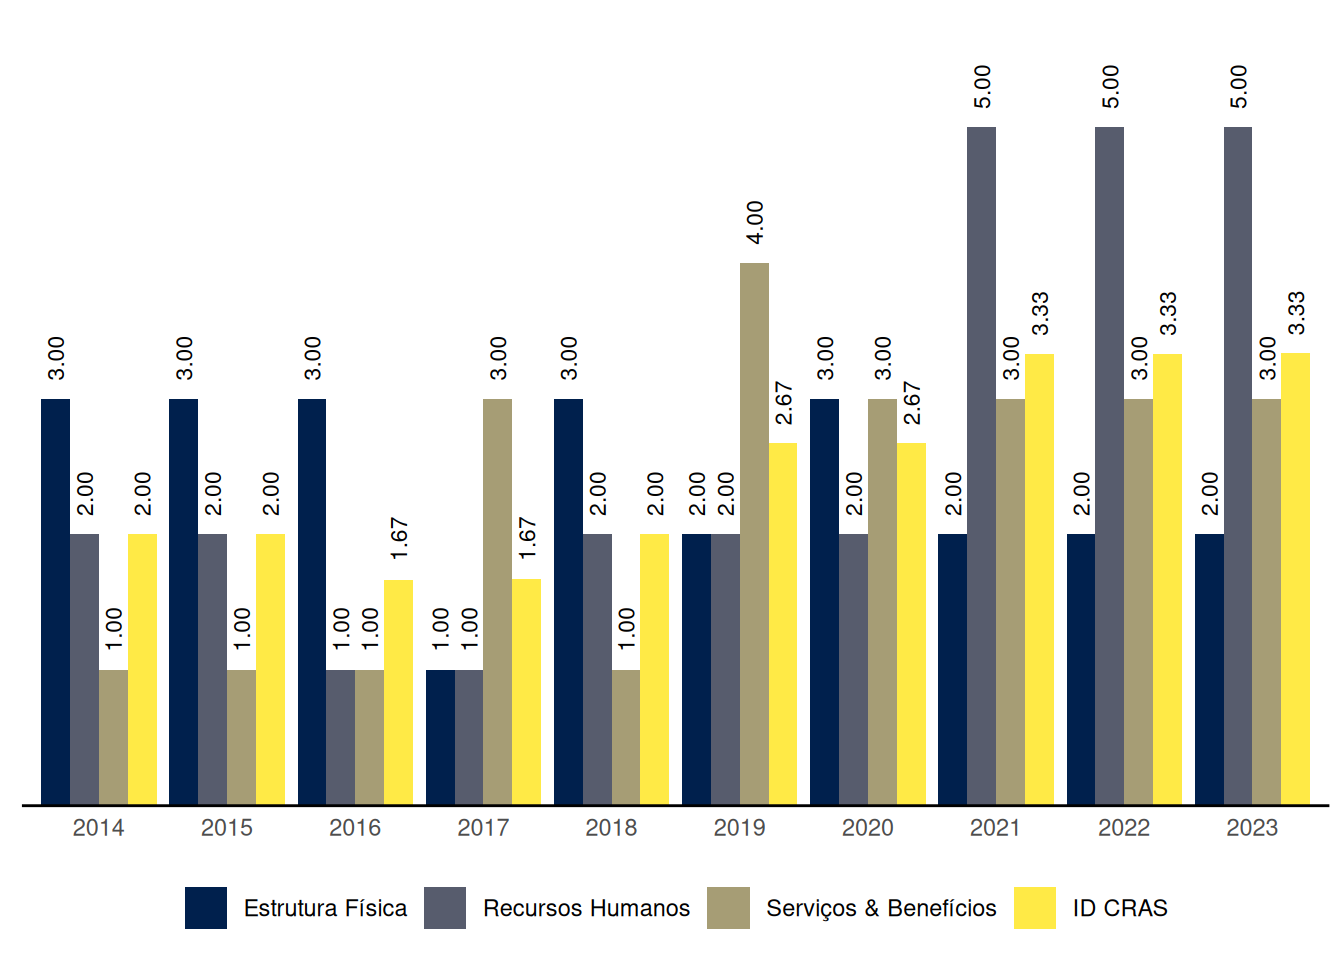 3.00 2.00 1.00 2.00 3.00 2.00 1.00 2.00 3.00 1.00 1.00 1.67 1.00 1.00 3.00 1.67 3.00 2.00 1.00 2.00 2.00 2.00 4.00 2.67 3.00 2.00 3.00 2.67 2.00 5.00 3.00 3.33 2.00 5.00 3.00 3.33 2.00 5.00 3.00 3.33
2014 2015 2016 2017 2018 2019 2020 2021 2022 2023
Estrutura Física Recursos Humanos Serviços & Benefícios ID CRAS